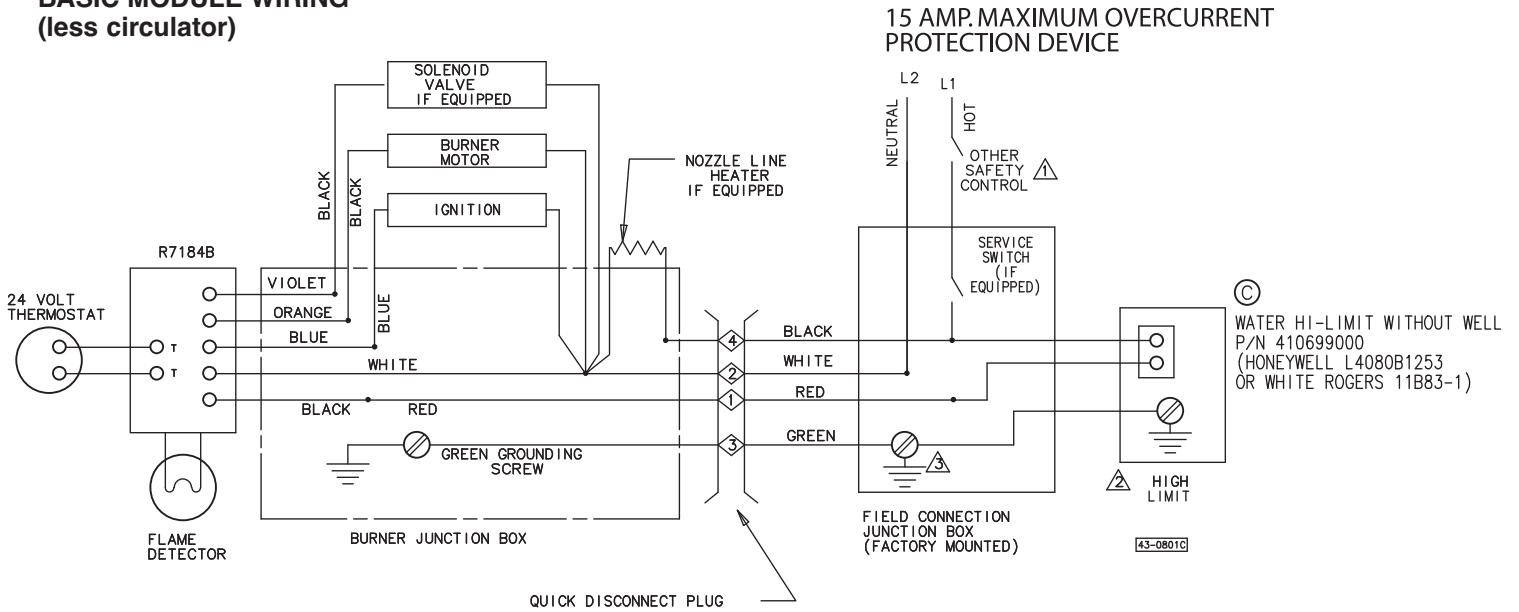 BASIC MODULE WIRING
(less circulator)
15 AMP. MAXIMUM OVERCURRENT
PROTECTION DEVICE
SOLENOID
VALVE
IF EQUIPPED
BURNER
MOTOR
IGNITION
BLACK
BLACK
NOZZLE LINE
HEATER
IF EQUIPPED
L2
L1
NEUTRAL
HOT
OTHER
SAFETY
CONTROL
1
SERVICE
SWITCH
(IF
EQUIPPED)
R7184B
24 VOLT
THERMOSTAT
T
T
VIOLET
ORANGE
BLUE
BLUE
WHITE
BLACK
RED
GREEN GROUNDING
SCREW
4
2
1
3
BLACK
WHITE
RED
GREEN
3
C
WATER HI-LIMIT WITHOUT WELL
P/N 410699000
(HONEYWELL L4080B1253
OR WHITE ROGERS 11B83-1)
2
HIGH
LIMIT
FLAME
DETECTOR
BURNER JUNCTION BOX
FIELD CONNECTION
JUNCTION BOX
(FACTORY MOUNTED)
43-0801C
QUICK DISCONNECT PLUG